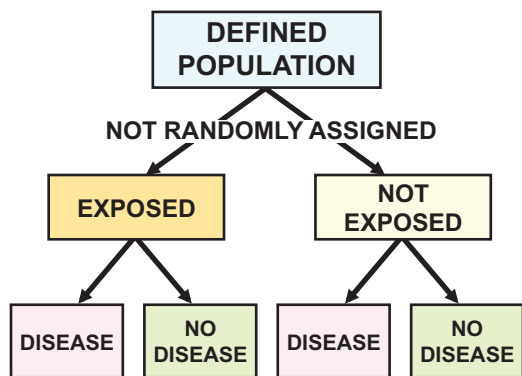 DEFINED
POPULATION
NOT RANDOMLY ASSIGNED
EXPOSED
NOT
EXPOSED
DISEASE
NO
DISEASE
DISEASE
NO
DISEASE